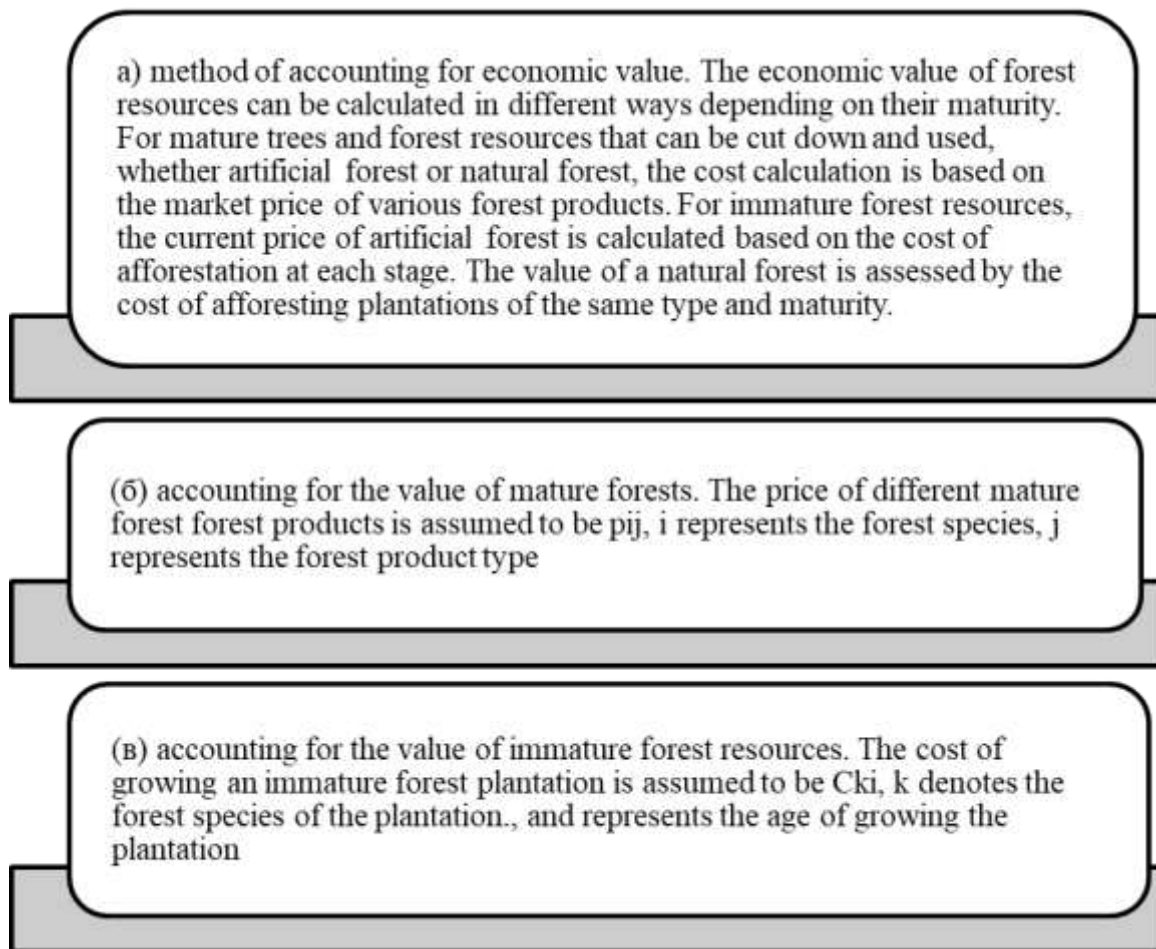 a) method of accounting for economic value. The economic value of forest
resources can be calculated in different ways depending on their maturity.
For mature trees and forest resources that can be cut down and used,
whether artificial forest or natural forest, the cost calculation is based on
the market price of various forest products. For immature forest resources,
the current price of artificial forest is calculated based on the cost of
afforestation at each stage. The value of a natural forest is assessed by the
cost of afforesting plantations of the same type and maturity.
(б) accounting for the value of mature forests. The price of different mature
forest forest products is assumed to be pij, i represents the forest species, j
represents the forest product type
(в) accounting for the value of immature forest resources. The cost of
growing an immature forest plantation is assumed to be Cki, k denotes the
forest species of the plantation., and represents the age of growing the
plantation